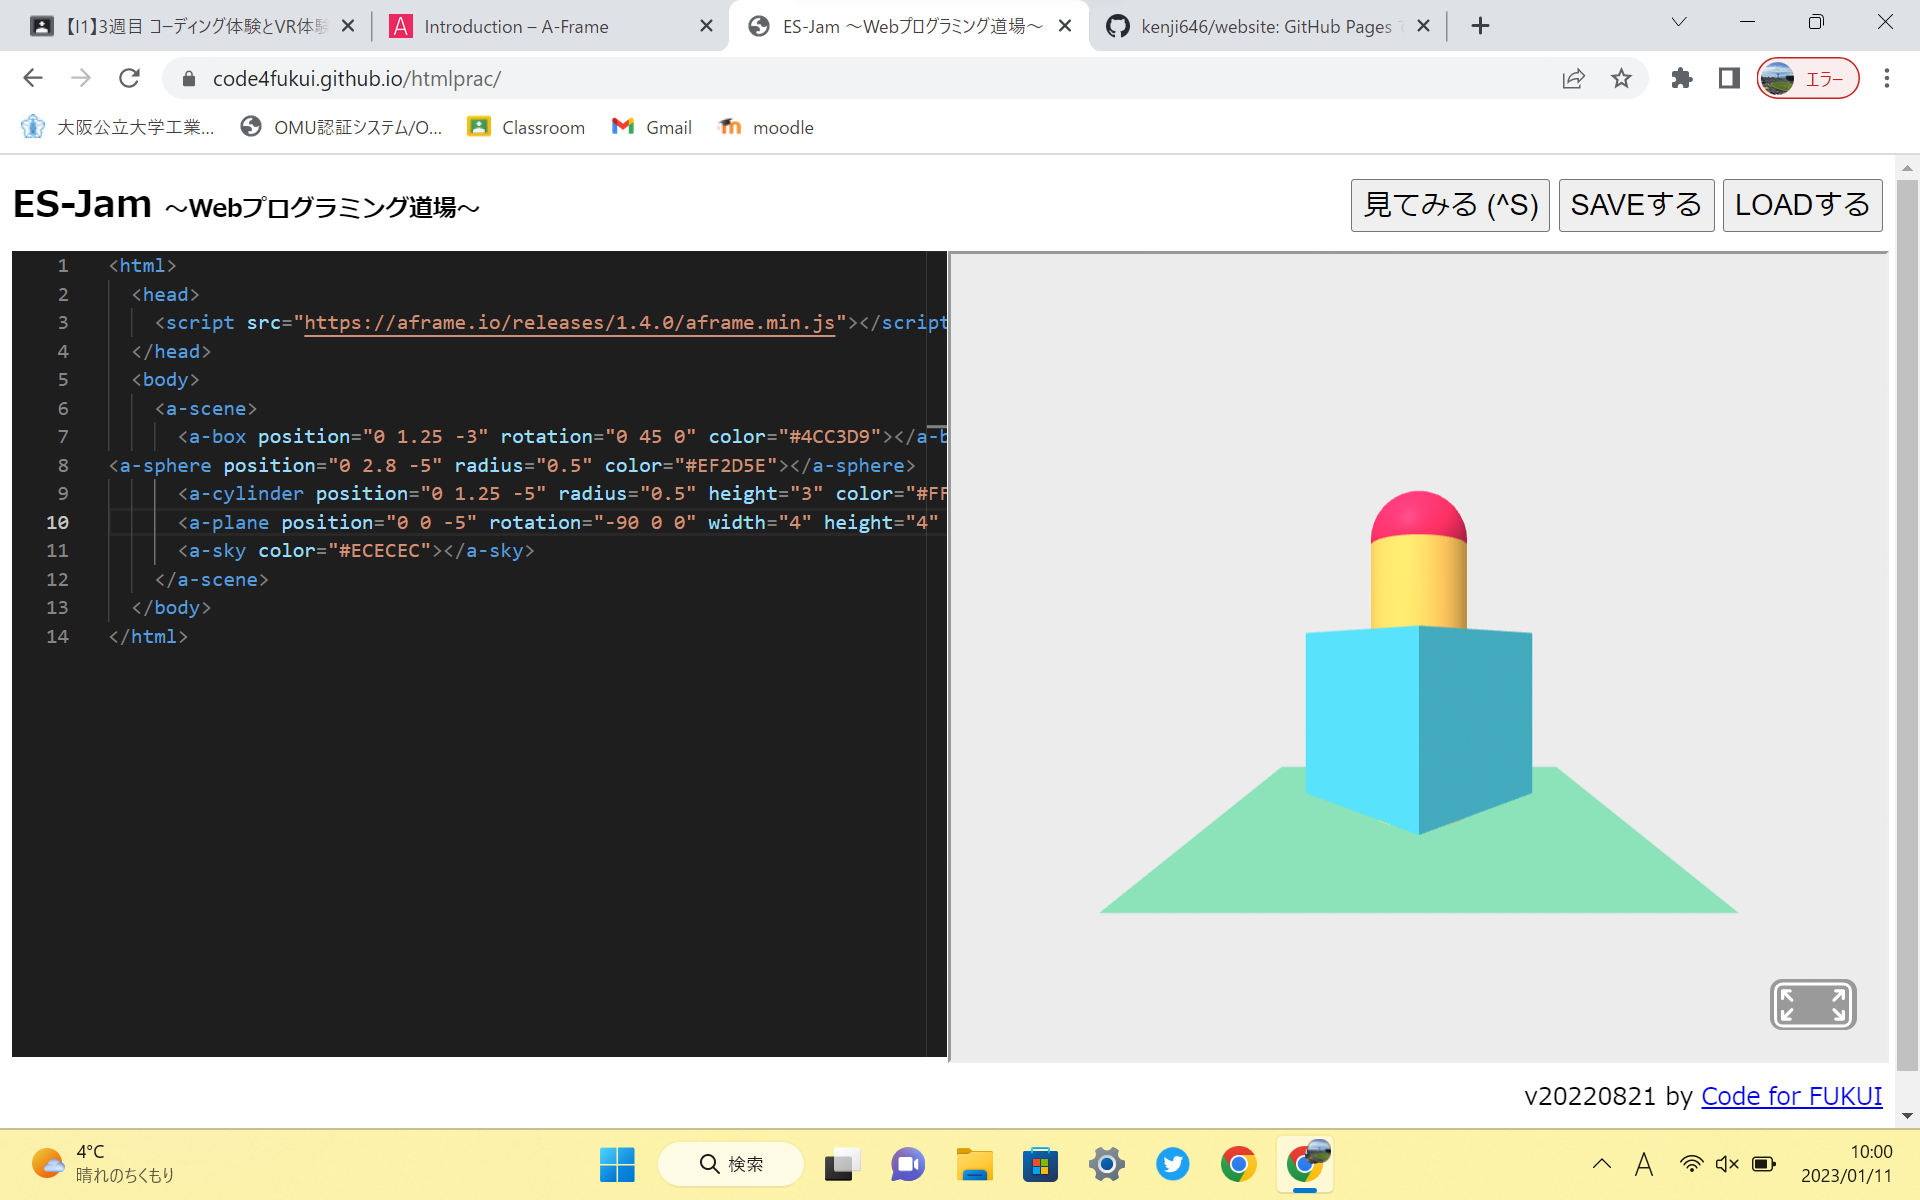 【I1】3週目 コーディング体験とVR体験
Introduction – A-Frame
ES-Jam 〜Webプログラミング道場〜
kenji646/website: GitHub Pages
code4fukui.github.io/htmlprac/
エラー
大阪公立大学工業...
OMU認証システム/O...
Classroom
Gmail
moodle
ES-Jam 〜Webプログラミング道場〜
見てみる (^S)
SAVEする
LOADする
1 <html>
2 <head>
3 <script src="https://aframe.io/releases/1.4.0/aframe.min.js"></script
4 </head>
5 <body>
6 <a-scene>
7 <a-box position="0 1.25 -3" rotation="0 45 0" color="#4CC3D9"></a-b
8 <a-sphere position="0 2.8 -5" radius="0.5" color="#EF2D5E"></a-sphere>
9 <a-cylinder position="0 1.25 -5" radius="0.5" height="3" color="#FF
10 <a-plane position="0 0 -5" rotation="-90 0 0" width="4" height="4"
11 <a-sky color="#ECECEC"></a-sky>
12 </a-scene>
13 </body>
14 </html>
v20220821 by Code for FUKUI
4°C
晴れのちくもり
検索
A
10:00
2023/01/11